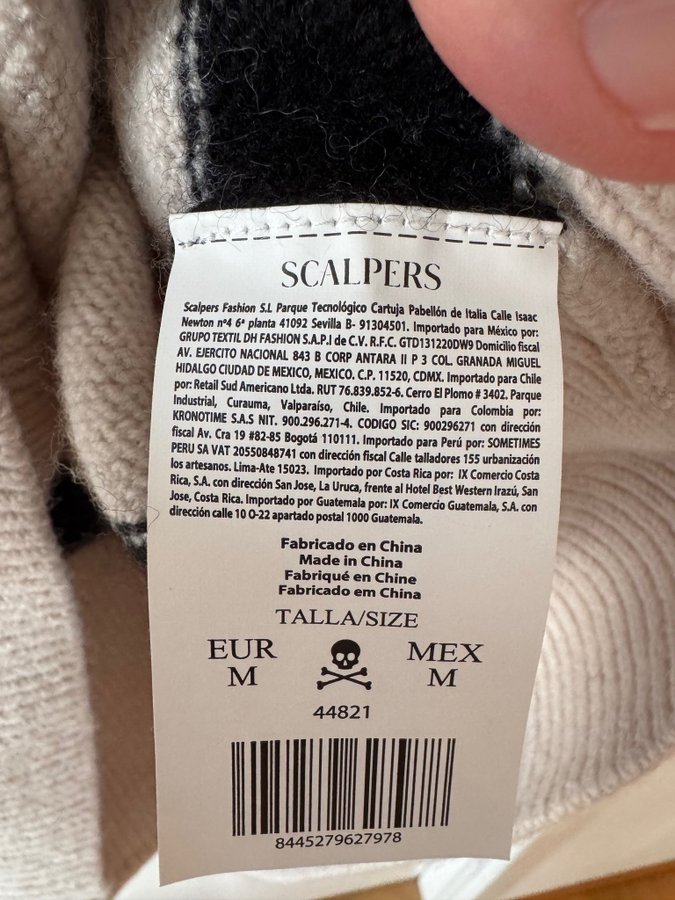 SCALPERS
Scalpers Fashion S.L Parque Tecnológico Cartuja Pabellón de Italia Calle Isaac
Newton nº4 6ª planta 41092 Sevilla B- 91304501. Importado para México por:
GRUPO TEXTIL DH FASHION S.A.P.I de C.V. R.F.C. GTD131220DW9 Domicilio fiscal
AV. EJERCITO NACIONAL 843 B CORP ANTARA II P 3 COL. GRANADA MIGUEL
HIDALGO CIUDAD DE MEXICO, MEXICO. C.P. 11520, CDMX. Importado para Chile
por: Retail Sud Americano Ltda. RUT 76.839.852-6. Cerro El Plomo # 3402. Parque
Industrial, Curauma, Valparaíso, Chile. Importado para Colombia por:
KRONOTIME S.A.S NIT. 900.296.271-4. CODIGO SIC: 900296271 con dirección
fiscal Av. Cra 19 #82-85 Bogotá 110111. Importado para Perú por: SOMETIMES
PERU SA VAT 20550848741 con dirección fiscal Calle talladores 155 urbanización
los artesanos. Lima-Ate 15023. Importado por Costa Rica por: IX Comercio Costa
Rica, S.A. con dirección San Jose, La Uruca, frente al Hotel Best Western Irazú, San
Jose, Costa Rica. Importado por Guatemala por: IX Comercio Guatemala, S.A. con
dirección calle 10 O-22 apartado postal 1000 Guatemala.
Fabricado en China
Made in China
Fabriqué en Chine
Fabricado em China
TALLA/SIZE
EUR MEX
M M
44821
8445279627978